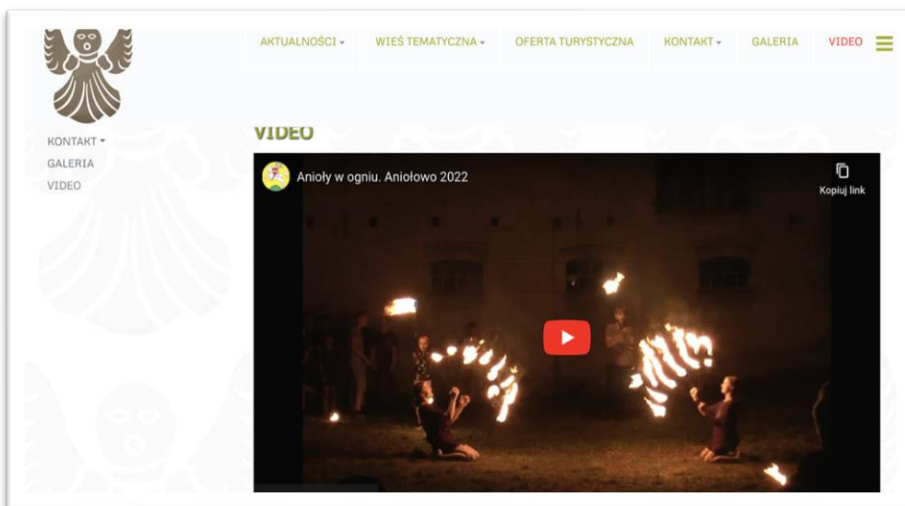 AKTUALNOŚCI WIEŚ TEMATYCZNA OFERTA TURYSTYCZNA KONTAKT GALERIA VIDEO
KONTAKT
GALERIA
VIDEO
VIDEO
Anioły w ogniu. Aniołowo 2022
Kopiuj link